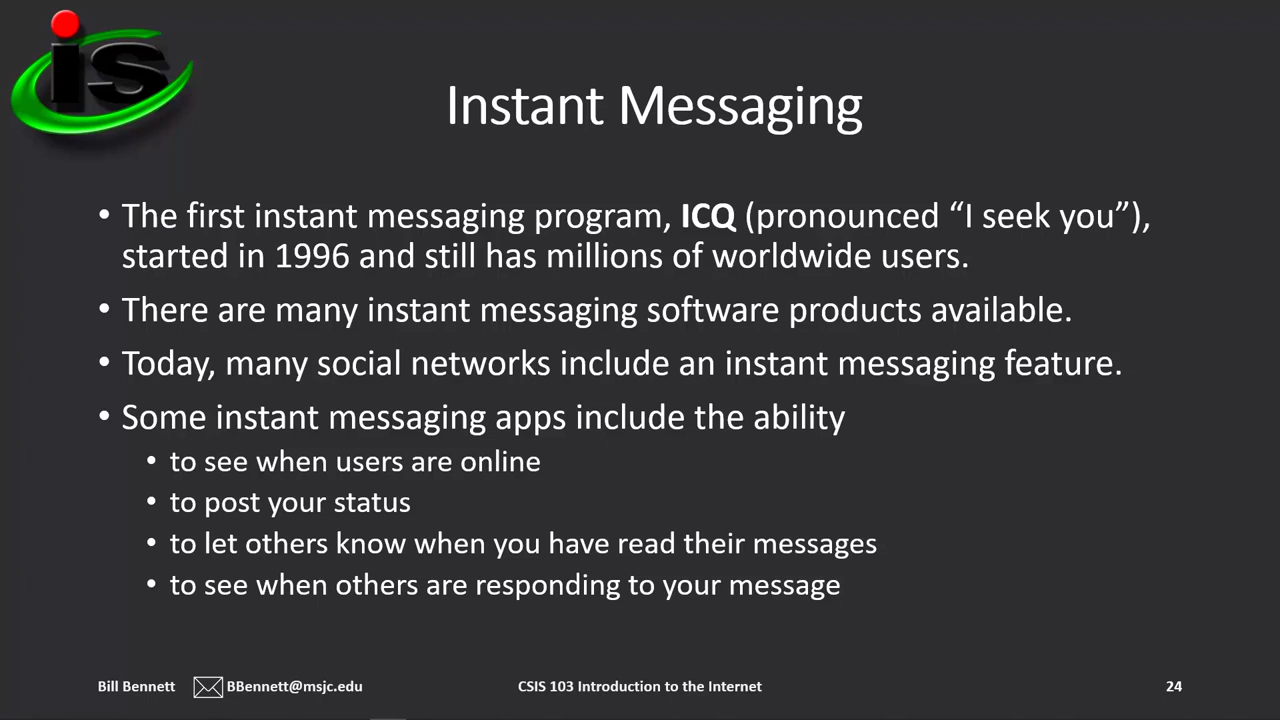 is
Instant Messaging
• The first instant messaging program, ICQ (pronounced “I seek you”),
started in 1996 and still has millions of worldwide users.
• There are many instant messaging software products available.
• Today, many social networks include an instant messaging feature.
• Some instant messaging apps include the ability
• to see when users are online
• to post your status
• to let others know when you have read their messages
• to see when others are responding to your message
Bill Bennett BBennett@msjc.edu CSIS 103 Introduction to the Internet 24